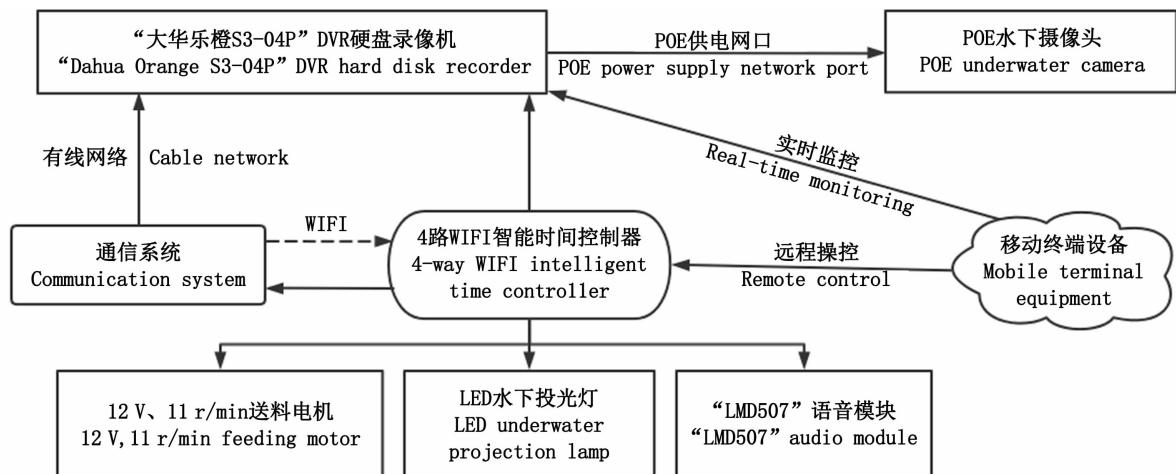 “大华乐橙S3-04P”DVR硬盘录像机
“Dahua Orange S3-04P”DVR hard disk recorder
POE供电网口
POE power supply network port
POE水下摄像头
POE underwater camera
有线网络
Cable network
实时监控
Real-time monitoring
WIFI
通信系统
Communication system
4路WIFI智能时间控制器
4-way WIFI intelligent
time controller
远程操控
Remote control
移动终端设备
Mobile terminal
equipment
12 V、11 r/min送料电机
12 V,11 r/min feeding motor
LED水下投光灯
LED underwater
projection lamp
“LMD507”语音模块
“LMD507”audio module